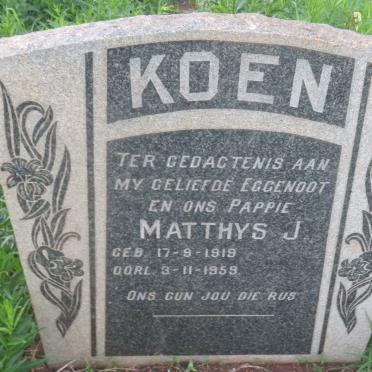 KOEN
TER GEDACTENIS AAN
MY GELIEFDE EGGENOOT
EN ONS PAPPIE
MATTHYS J.
GEB. 17-9-1919
OORL. 3-11-1959
ONS GUN JOU DIE RUS